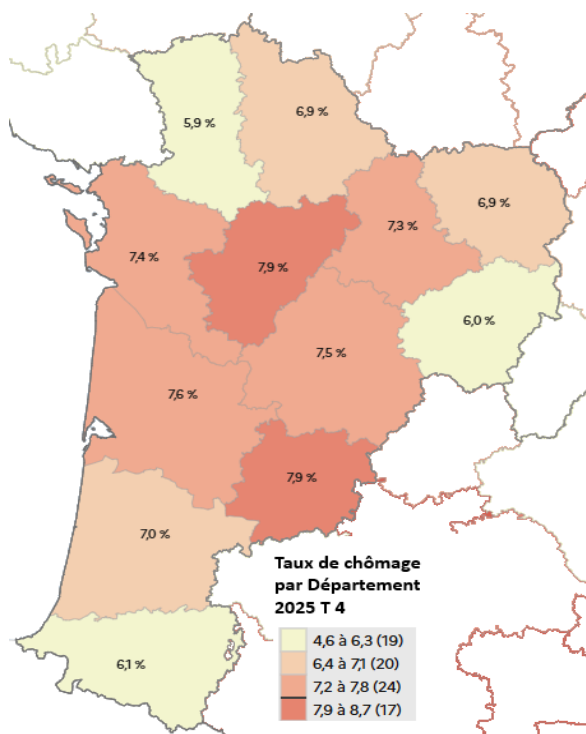 6,9 %
5,9 %
6,9 %
7,3 %
7,4 %
7,9 %
6,0 %
7,5 %
7,6 %
7,9 %
7,0 %
6,1 %
Taux de chômage
par Département
2025 T 4
4,6 à 6,3 (19)
6,4 à 7,1 (20)
7,2 à 7,8 (24)
7,9 à 8,7 (17)